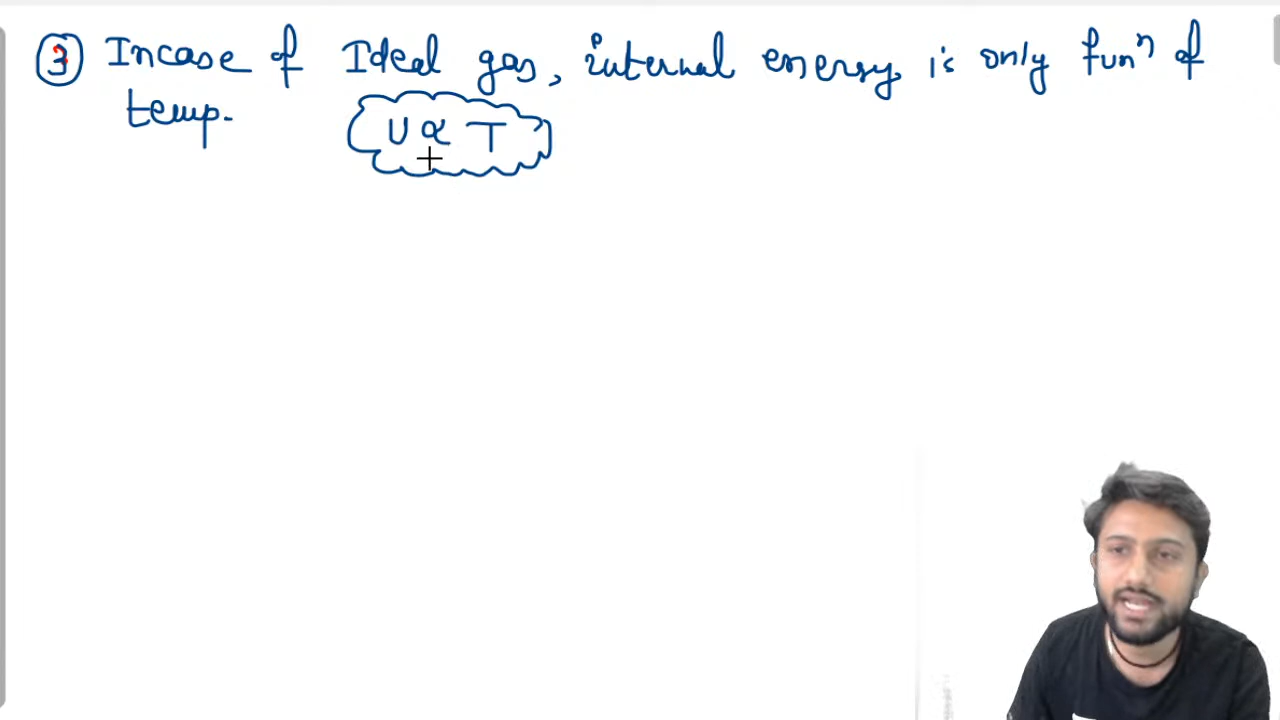 ③ Incase of Ideal gas, internal energy is only funⁿ of
temp. U ∝ T